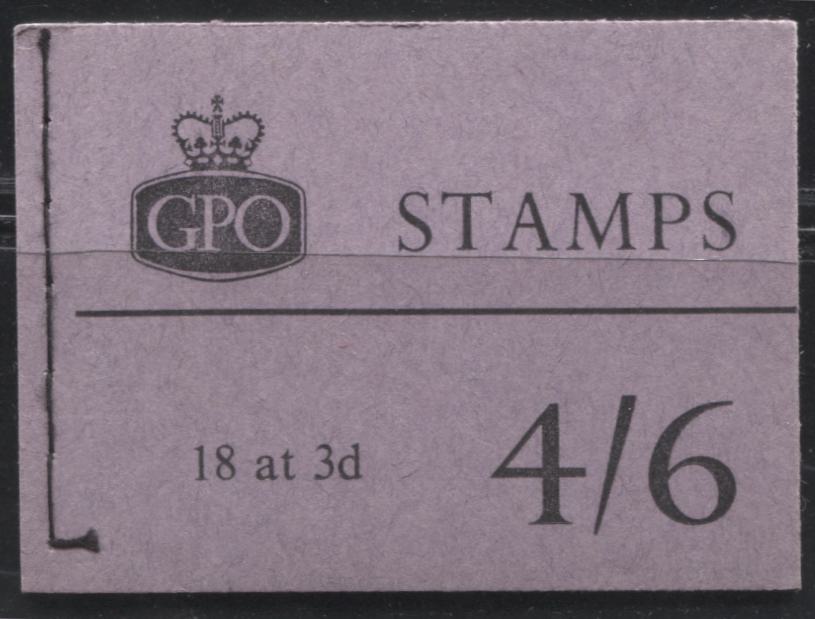 GPO
STAMPS
18 at 3d
4/6